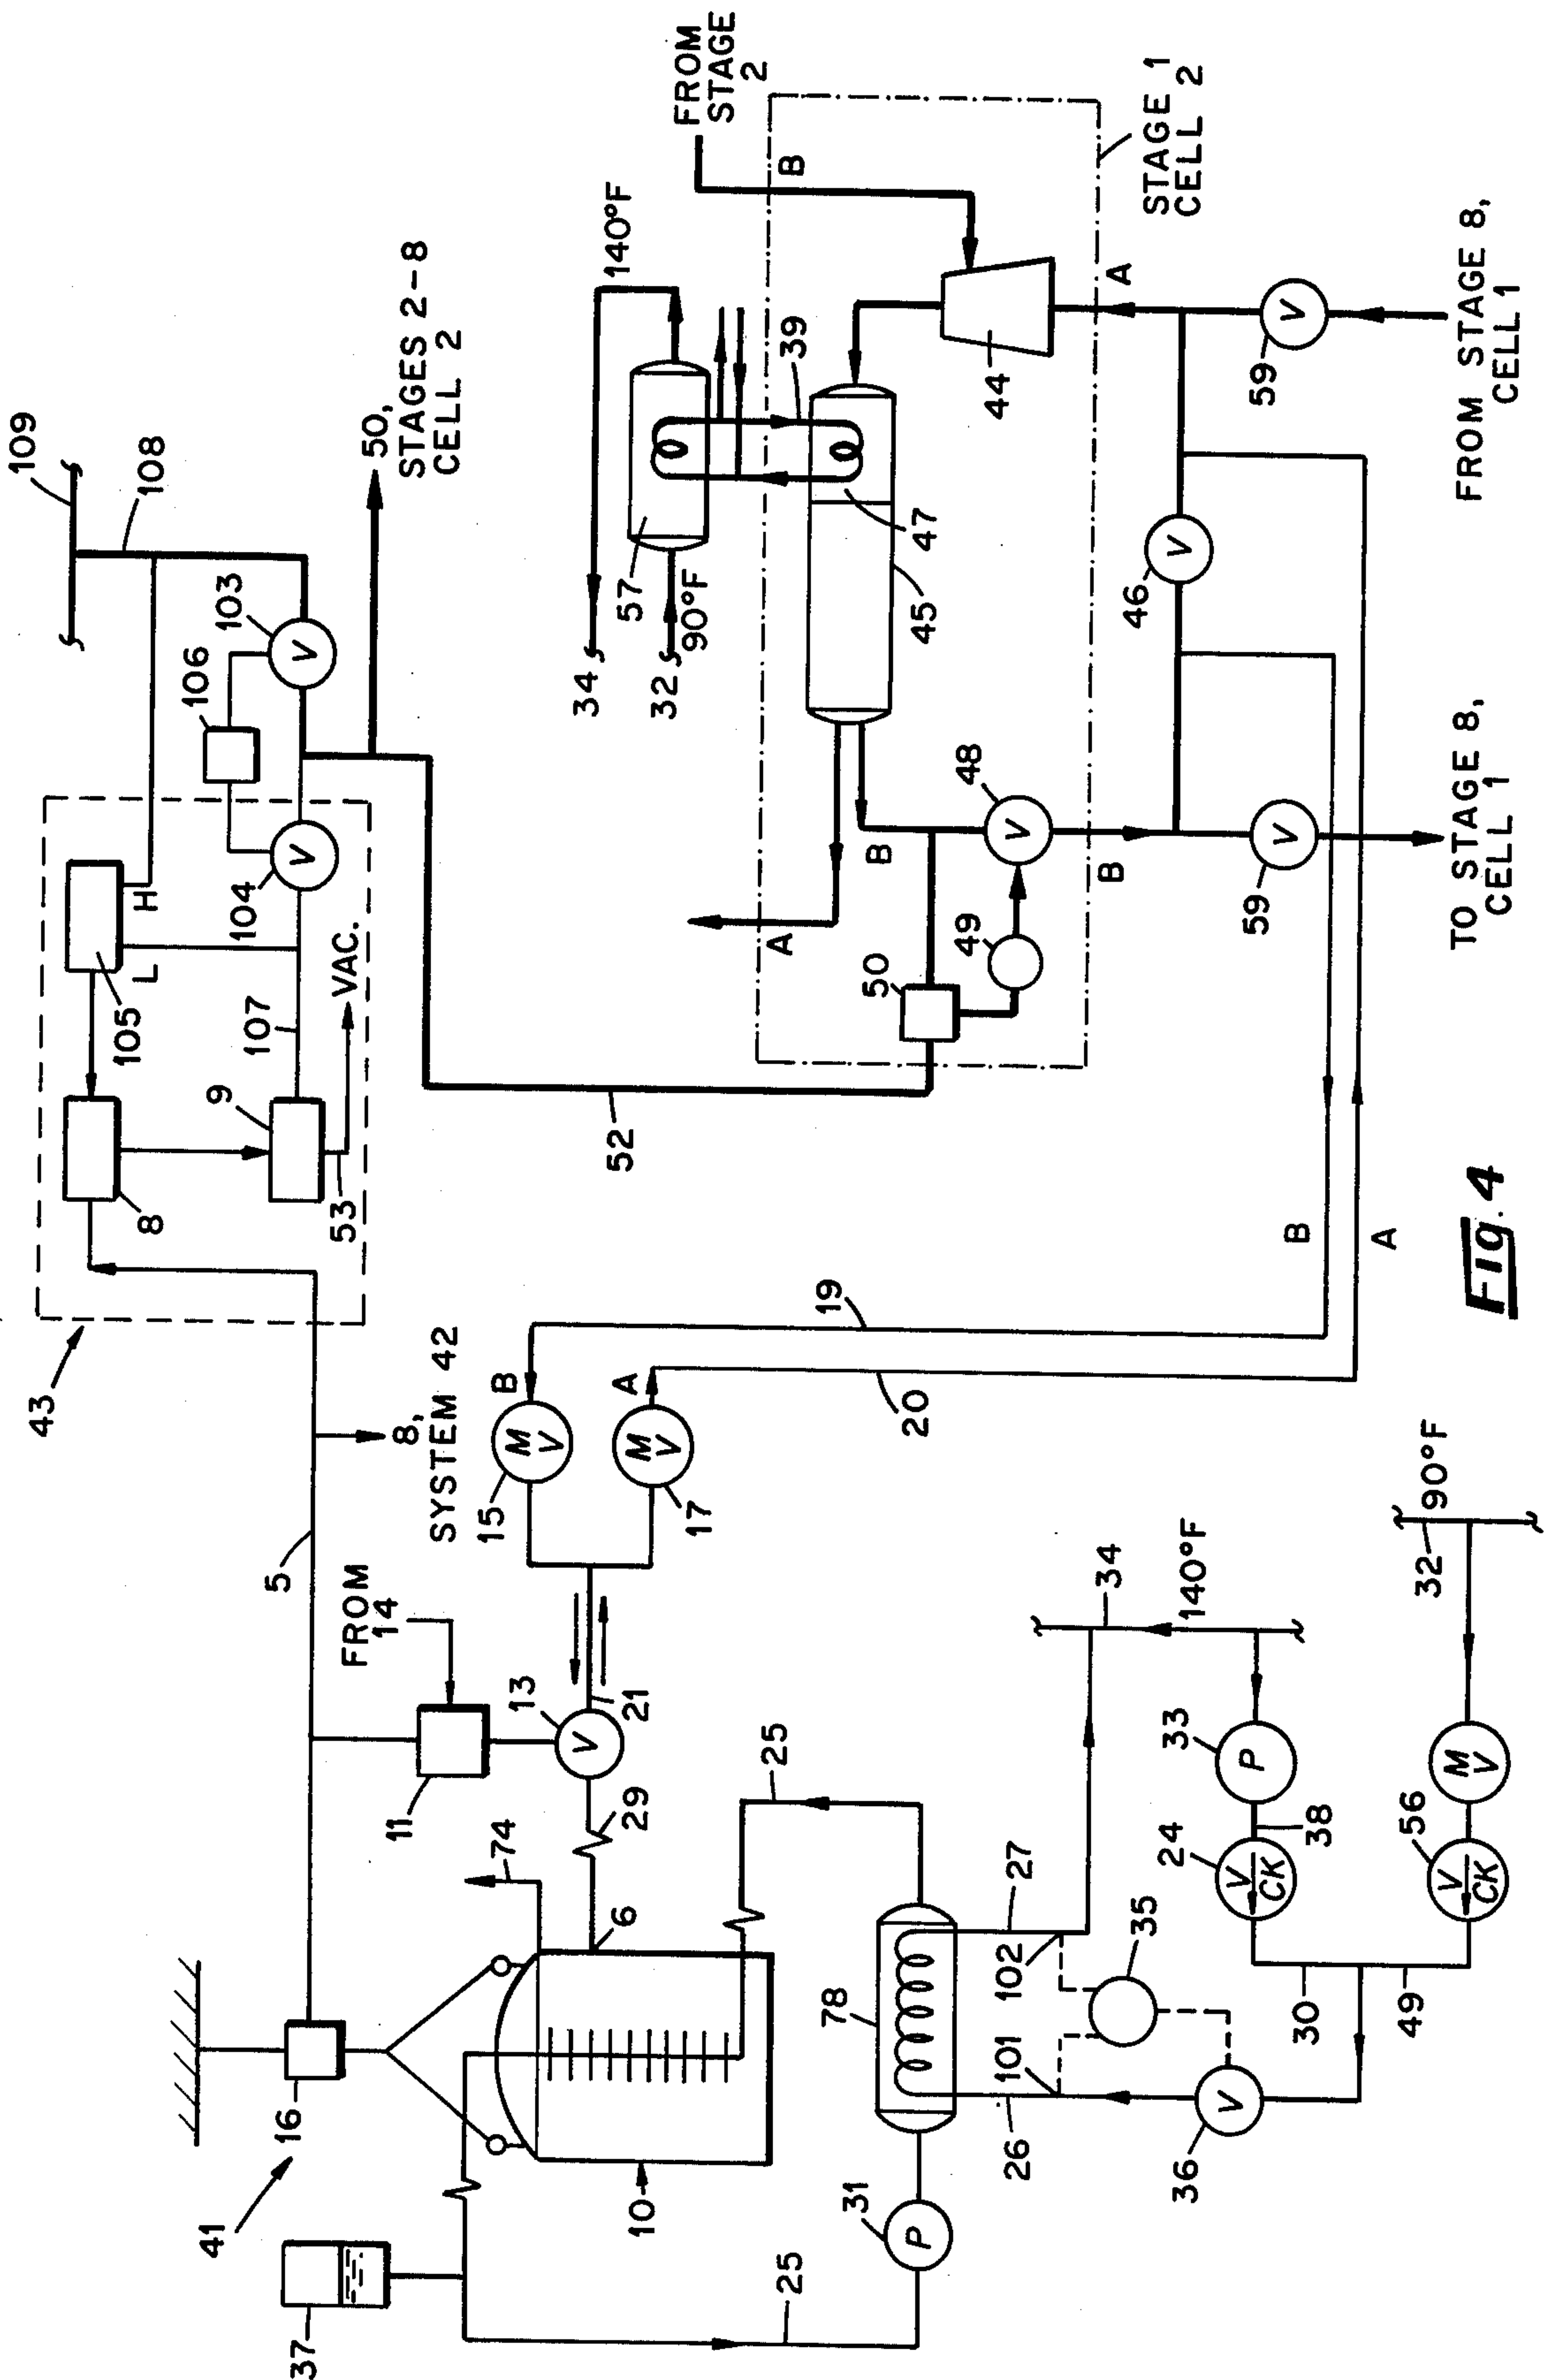 109
108
103
106
50,
STAGES 2-8
CELL 2
104
H
L
105
107
VAC.
9
8
53
43
5
8,
SYSTEM 42
FROM
14
11
13
21
29
B
A
M
V
15
M
V
17
19
20
V
V
V
16
41
37
74
6
10
25
25
31
P
78
26
27
101
102
35
36
V
34
140°F
33
P
38
24
V
CK
30
49
56
V
CK
M
V
32
90°F
52
34
32
90°F
57
140°F
39
47
45
FROM
STAGE
2
B
44
A
STAGE 1
CELL 2
A
B
50
49
48
V
B
46
V
59
V
59
V
TO STAGE 8,
CELL 1
FROM STAGE 8,
CELL 1
B
A
Fig. 4